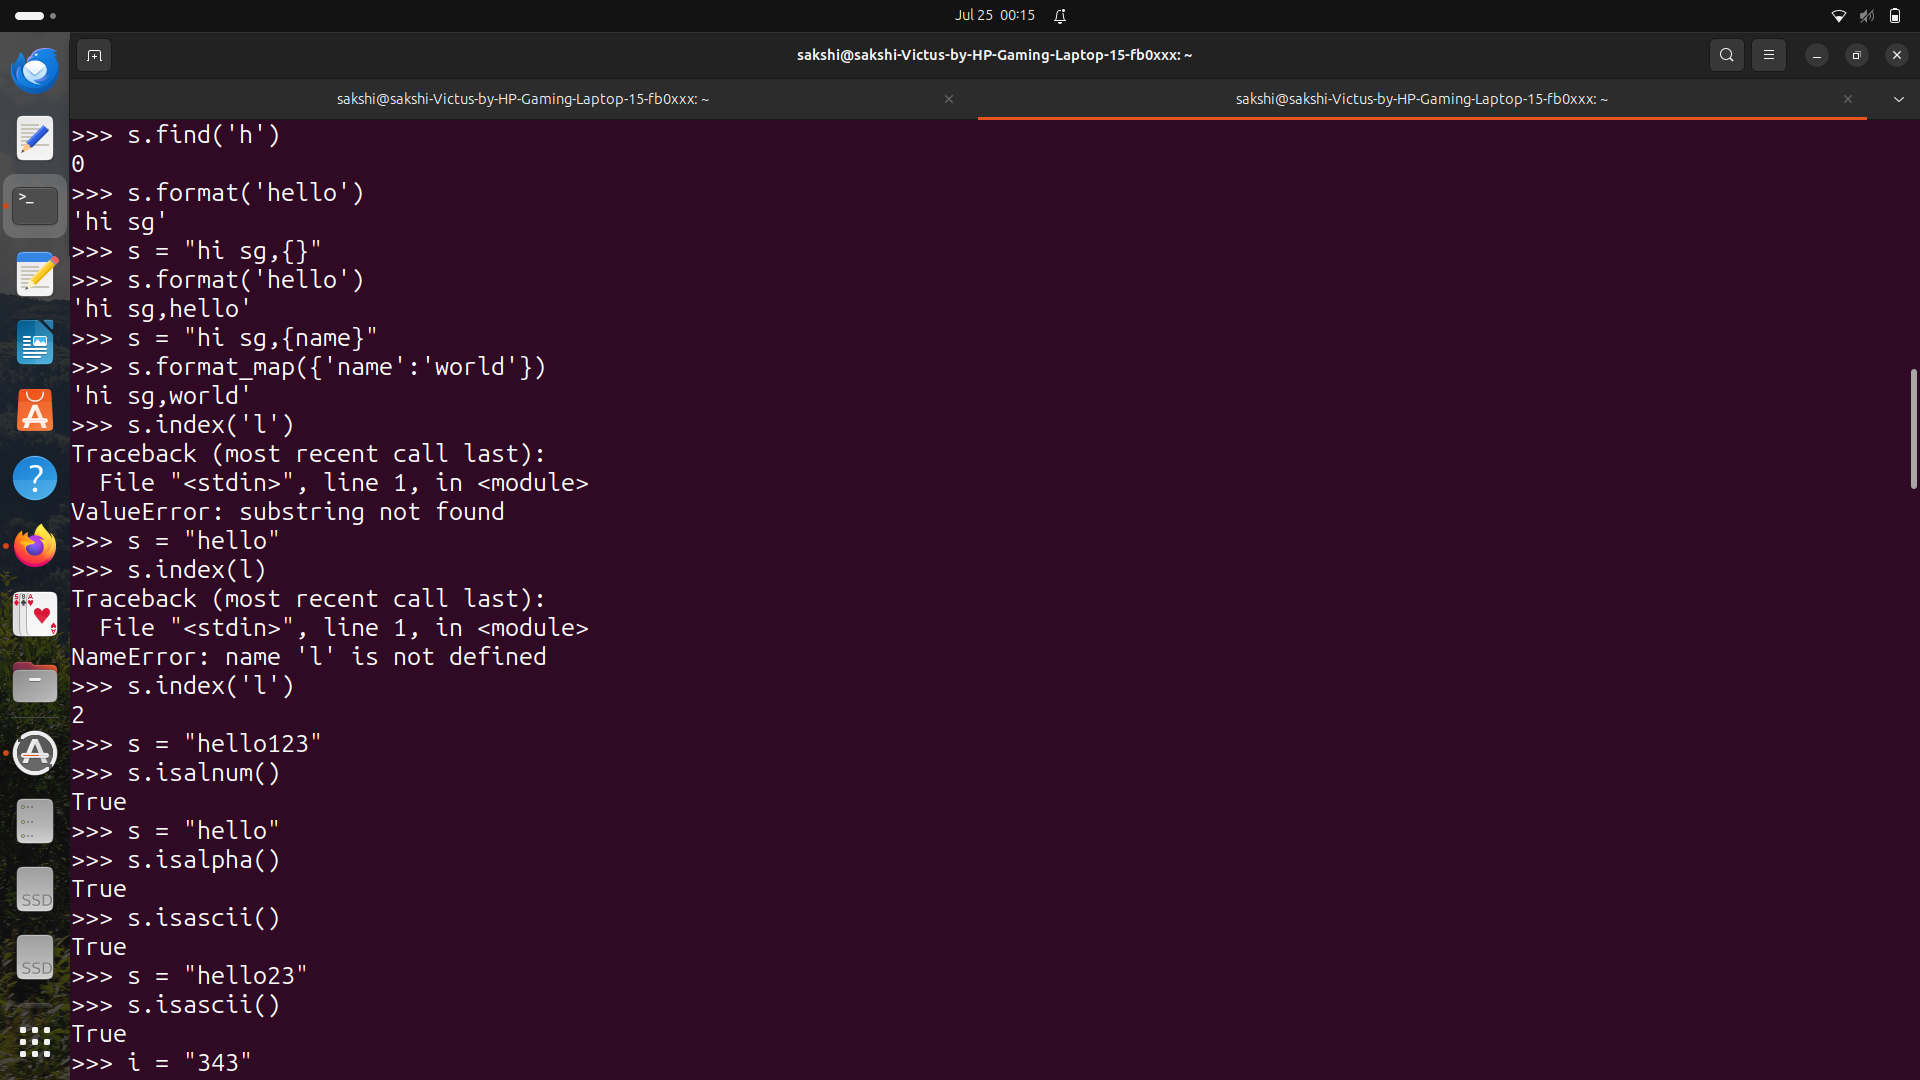 Jul 25 00:15
sakshi@sakshi-Victus-by-HP-Gaming-Laptop-15-fb0xxx: ~
sakshi@sakshi-Victus-by-HP-Gaming-Laptop-15-fb0xxx: ~
sakshi@sakshi-Victus-by-HP-Gaming-Laptop-15-fb0xxx: ~
>>> s.find('h')
0
>>> s.format('hello')
'hi sg'
>>> s = "hi sg,{}"
>>> s.format('hello')
'hi sg,hello'
>>> s = "hi sg,{name}"
>>> s.format_map({'name':'world'})
'hi sg,world'
>>> s.index('l')
Traceback (most recent call last):
  File "<stdin>", line 1, in <module>
ValueError: substring not found
>>> s = "hello"
>>> s.index(l)
Traceback (most recent call last):
  File "<stdin>", line 1, in <module>
NameError: name 'l' is not defined
>>> s.index('l')
2
>>> s = "hello123"
>>> s.isalnum()
True
>>> s = "hello"
>>> s.isalpha()
True
>>> s.isascii()
True
>>> s = "hello23"
>>> s.isascii()
True
>>> i = "343"
SSD
SSD